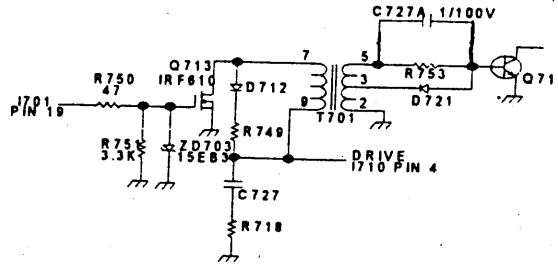 C727A 1/100V
Q713
IRF610
7
5
R753
Q71
R750
47
D712
3
I701
PIN 19
D721
9
2
T701
R749
R751
3.3K
ZD703
15EB3
DRIVE
I710 PIN 4
C727
R718